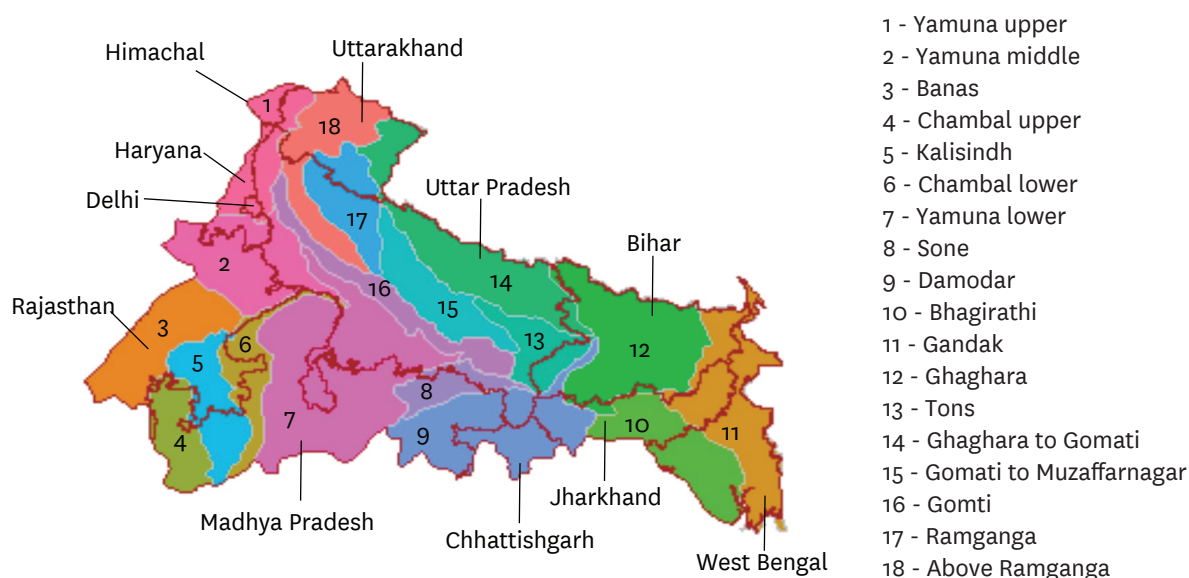 Himachal
Uttarakhand
Haryana
Delhi
Uttar Pradesh
Bihar
Rajasthan
Madhya Pradesh
Chhattishgarh
Jharkhand
West Bengal
1
18
17
2
14
16
15
3
6
5
13
12
8
7
4
9
10
11
1 - Yamuna upper
2 - Yamuna middle
3 - Banas
4 - Chambal upper
5 - Kalisindh
6 - Chambal lower
7 - Yamuna lower
8 - Sone
9 - Damodar
10 - Bhagirathi
11 - Gandak
12 - Ghaghara
13 - Tons
14 - Ghaghara to Gomati
15 - Gomati to Muzaffarnagar
16 - Gomti
17 - Ramganga
18 - Above Ramganga